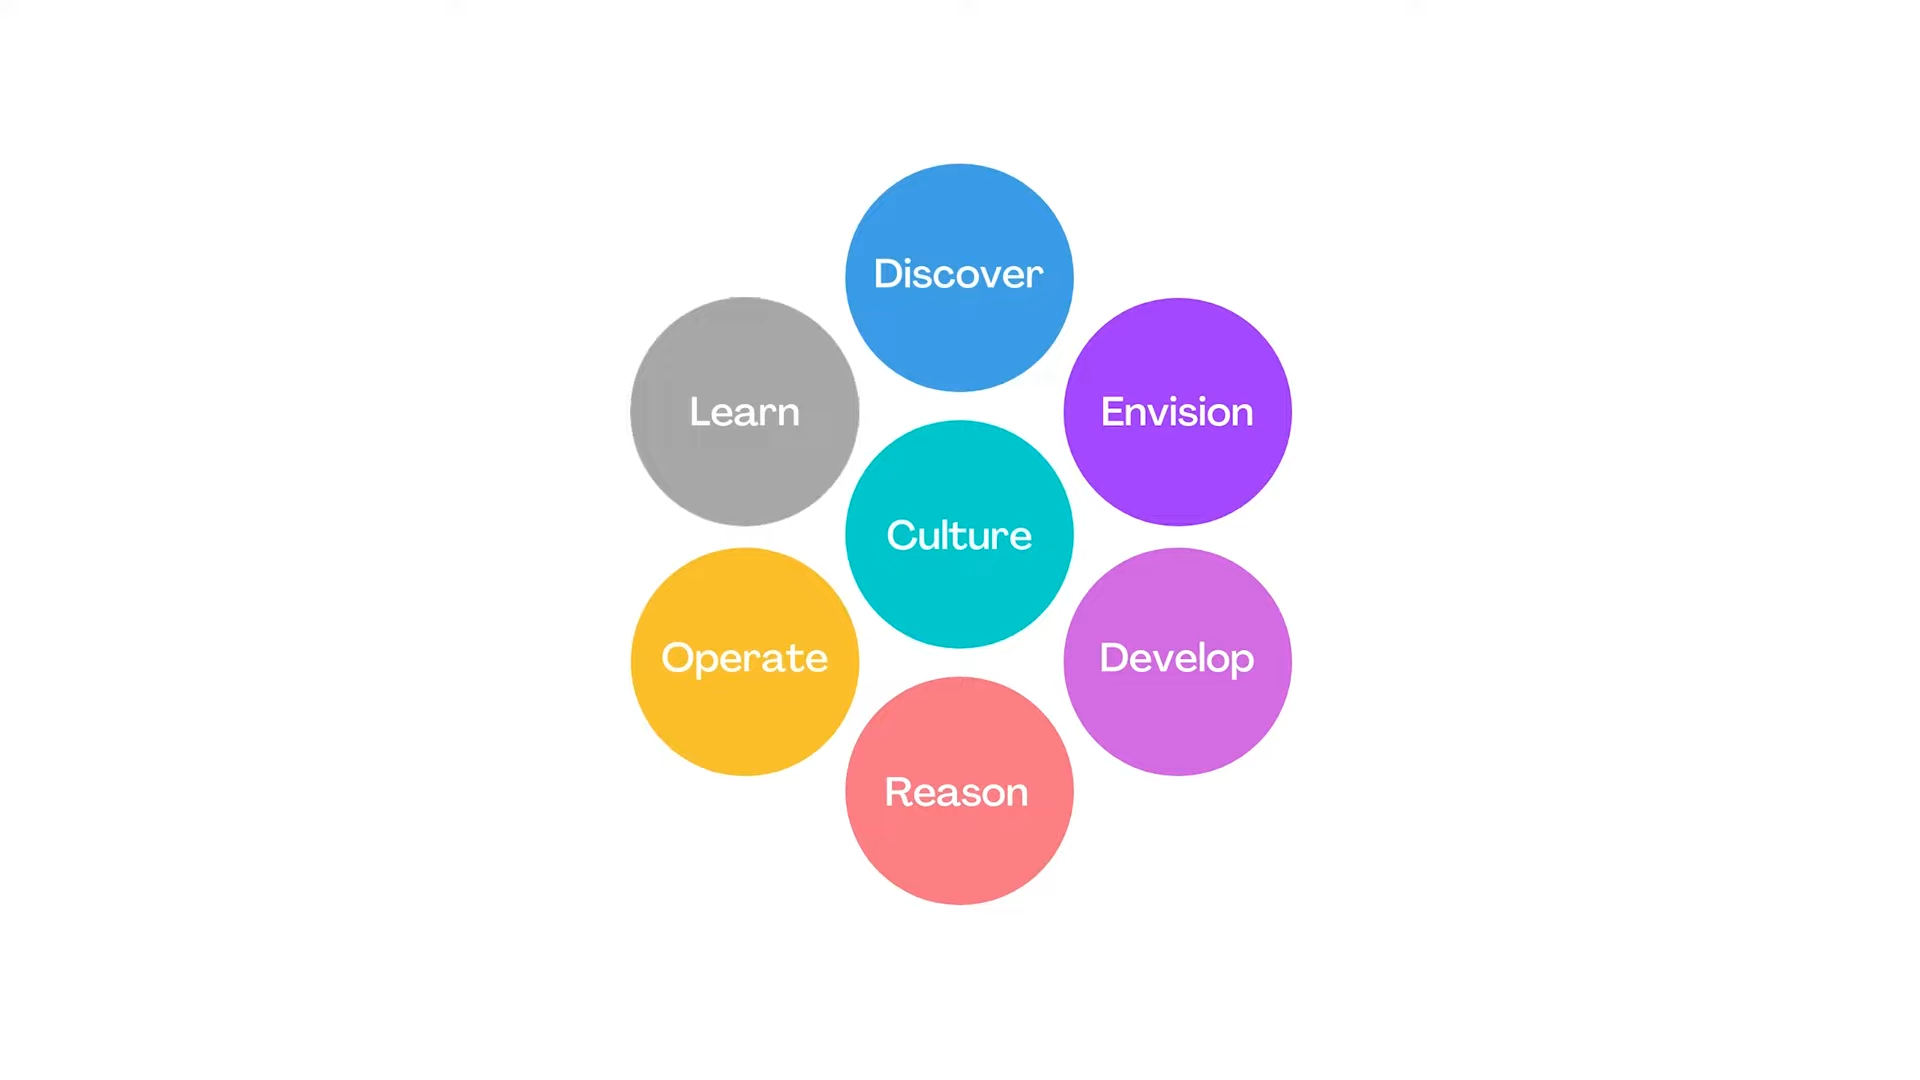 Discover
Learn
Envision
Culture
Operate
Develop
Reason